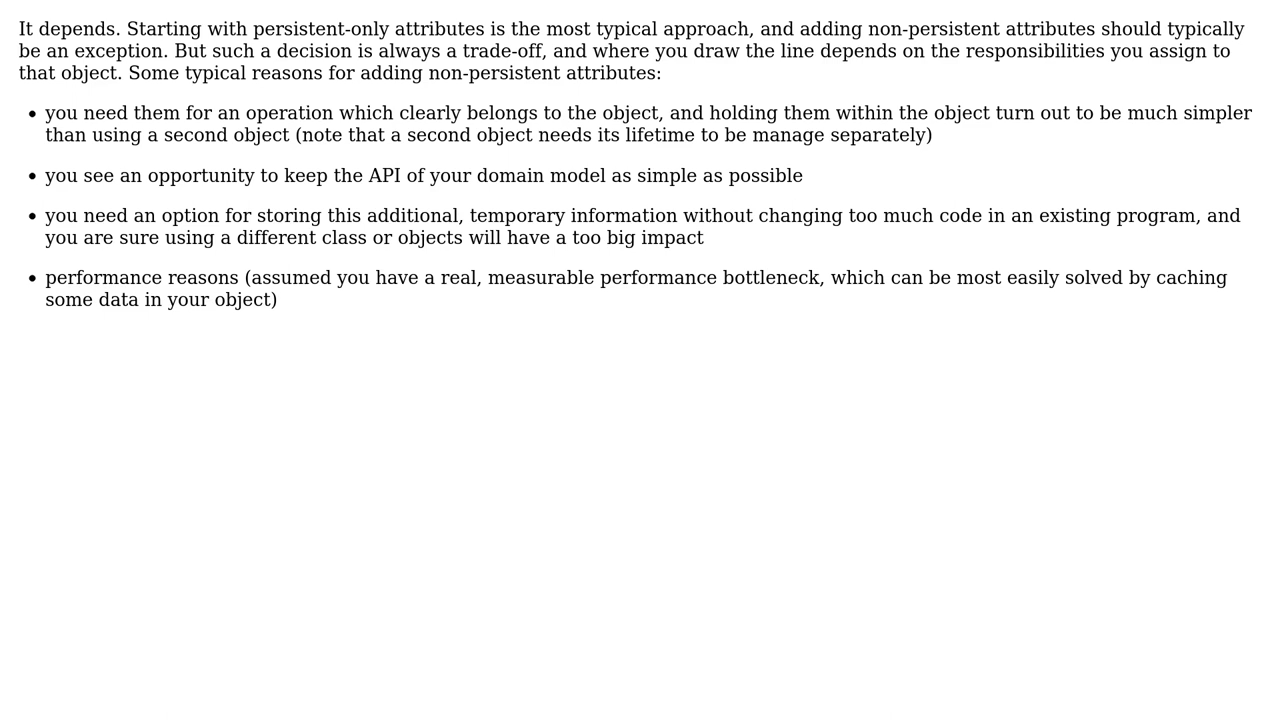 It depends. Starting with persistent-only attributes is the most typical approach, and adding non-persistent attributes should typically
be an exception. But such a decision is always a trade-off, and where you draw the line depends on the responsibilities you assign to
that object. Some typical reasons for adding non-persistent attributes:
• you need them for an operation which clearly belongs to the object, and holding them within the object turn out to be much simpler
than using a second object (note that a second object needs its lifetime to be manage separately)
• you see an opportunity to keep the API of your domain model as simple as possible
• you need an option for storing this additional, temporary information without changing too much code in an existing program, and
you are sure using a different class or objects will have a too big impact
• performance reasons (assumed you have a real, measurable performance bottleneck, which can be most easily solved by caching
some data in your object)